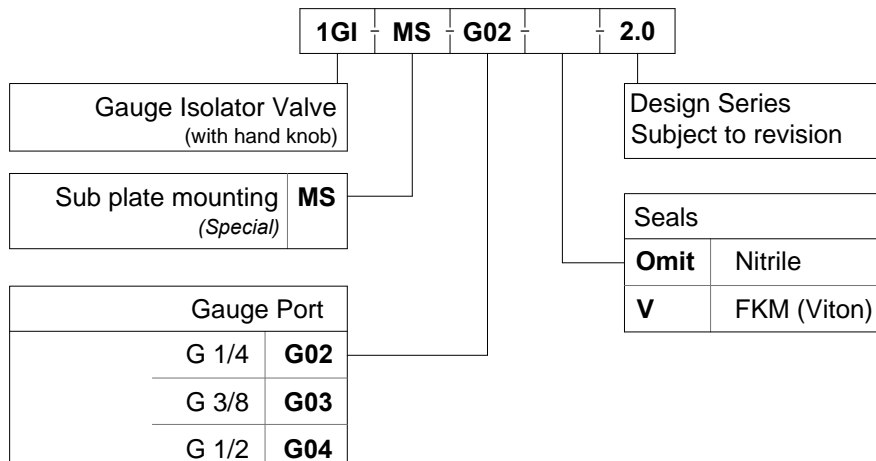 1GI - MS - G02 - - 2.0
Gauge Isolator Valve
(with hand knob)
Design Series
Subject to revision
Sub plate mounting MS
(Special)
Seals
Omit Nitrile
V FKM (Viton)
Gauge Port
G 1/4 G02
G 3/8 G03
G 1/2 G04